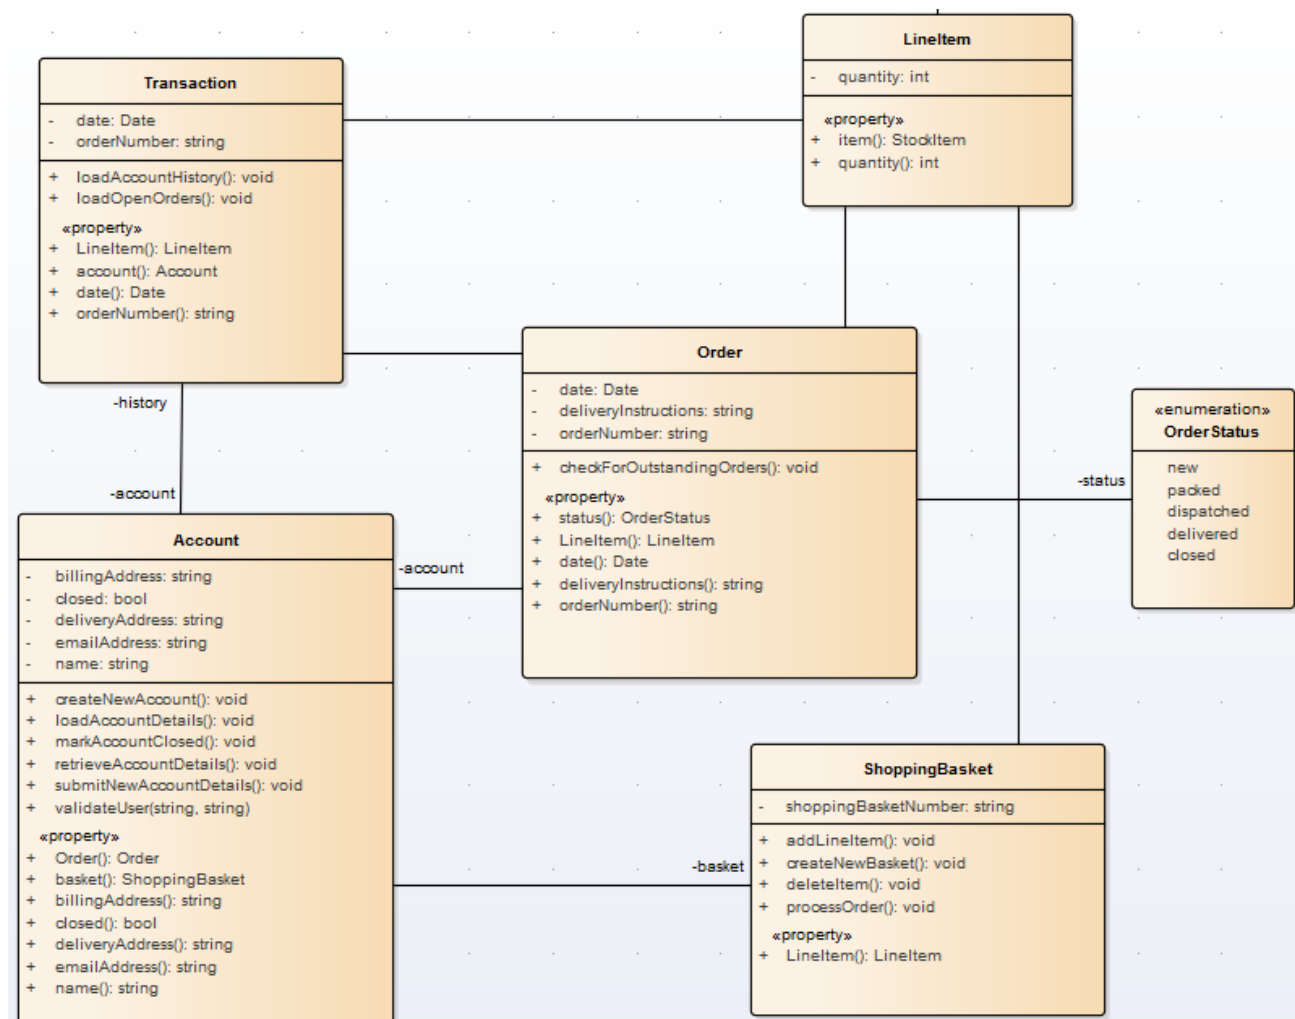 LineItem
- quantity: int
«property»
+ item(): StockItem
+ quantity(): int
Transaction
- date: Date
- orderNumber: string
+ loadAccountHistory(): void
+ loadOpenOrders(): void
«property»
+ LineItem(): LineItem
+ account(): Account
+ date(): Date
+ orderNumber(): string
-history
-account
Order
- date: Date
- deliveryInstructions: string
- orderNumber: string
+ checkForOutstandingOrders(): void
«property»
+ status(): OrderStatus
+ LineItem(): LineItem
+ date(): Date
+ deliveryInstructions(): string
+ orderNumber(): string
-status
«enumeration»
OrderStatus
new
packed
dispatched
delivered
closed
Account
- billingAddress: string
- closed: bool
- deliveryAddress: string
- emailAddress: string
- name: string
+ createNewAccount(): void
+ loadAccountDetails(): void
+ markAccountClosed(): void
+ retrieveAccountDetails(): void
+ submitNewAccountDetails(): void
+ validateUser(string, string)
«property»
+ Order(): Order
+ basket(): ShoppingBasket
+ billingAddress(): string
+ closed(): bool
+ deliveryAddress(): string
+ emailAddress(): string
+ name(): string
-account
-basket
ShoppingBasket
- shoppingBasketNumber: string
+ addLineItem(): void
+ createNewBasket(): void
+ deleteItem(): void
+ processOrder(): void
«property»
+ LineItem(): LineItem